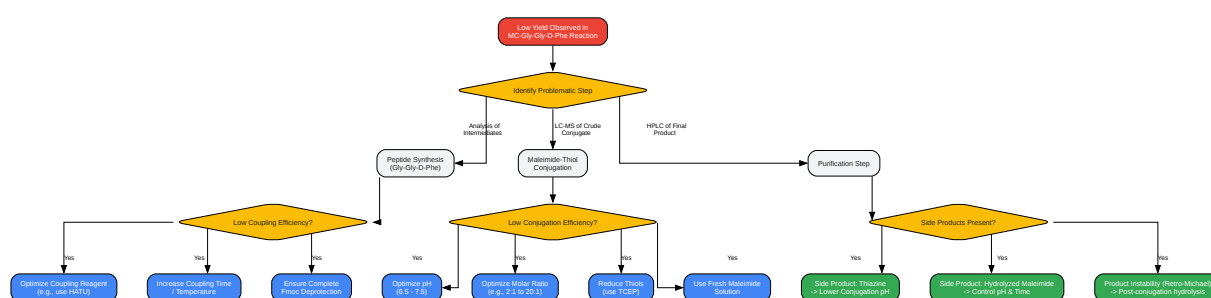 Low Yield Observed in
MC-Gly-Gly-D-Phe Reaction
Identify Problematic Step
Analysis of
Intermediates
LC-MS of Crude
Conjugate
HPLC of Final
Product
Peptide Synthesis
(Gly-Gly-D-Phe)
Maleimide-Thiol
Conjugation
Purification Step
Low Coupling Efficiency?
Low Conjugation Efficiency?
Side Products Present?
Yes
Yes
Yes
Yes
Yes
Yes
Yes
Yes
Yes
Yes
Optimize Coupling Reagent
(e.g., use HATU)
Increase Coupling Time
/ Temperature
Ensure Complete
Fmoc Deprotection
Optimize pH
(6.5 - 7.5)
Optimize Molar Ratio
(e.g., 2:1 to 20:1)
Reduce Thiols
(use TCEP)
Use Fresh Maleimide
Solution
Side Product: Thiazine
-> Lower Conjugation pH
Side Product: Hydrolyzed Maleimide
-> Control pH & Time
Product Instability (Retro-Michael)
-> Post-conjugation hydrolysis